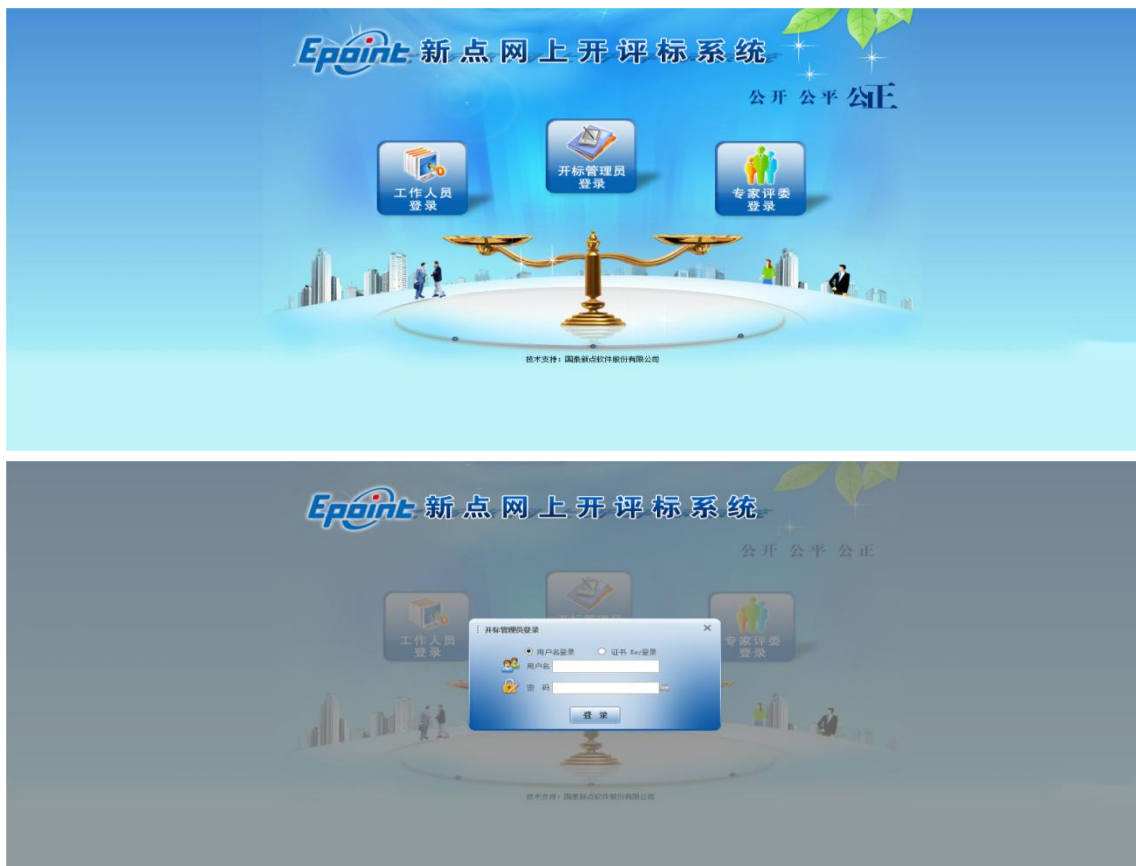 Epoint 新点网上开评标系统
公开 公平 公正
开标管理员
登录
工作人员
登录
专家评委
登录
技术支持：国泰新点软件股份有限公司
Epoint 新点网上开评标系统
公开 公平 公正
工作人员
登录
专家评委
登录
开标管理员登录
用户名登录 证书 Key登录
用户名
密 码
登 录
技术支持：国泰新点软件股份有限公司